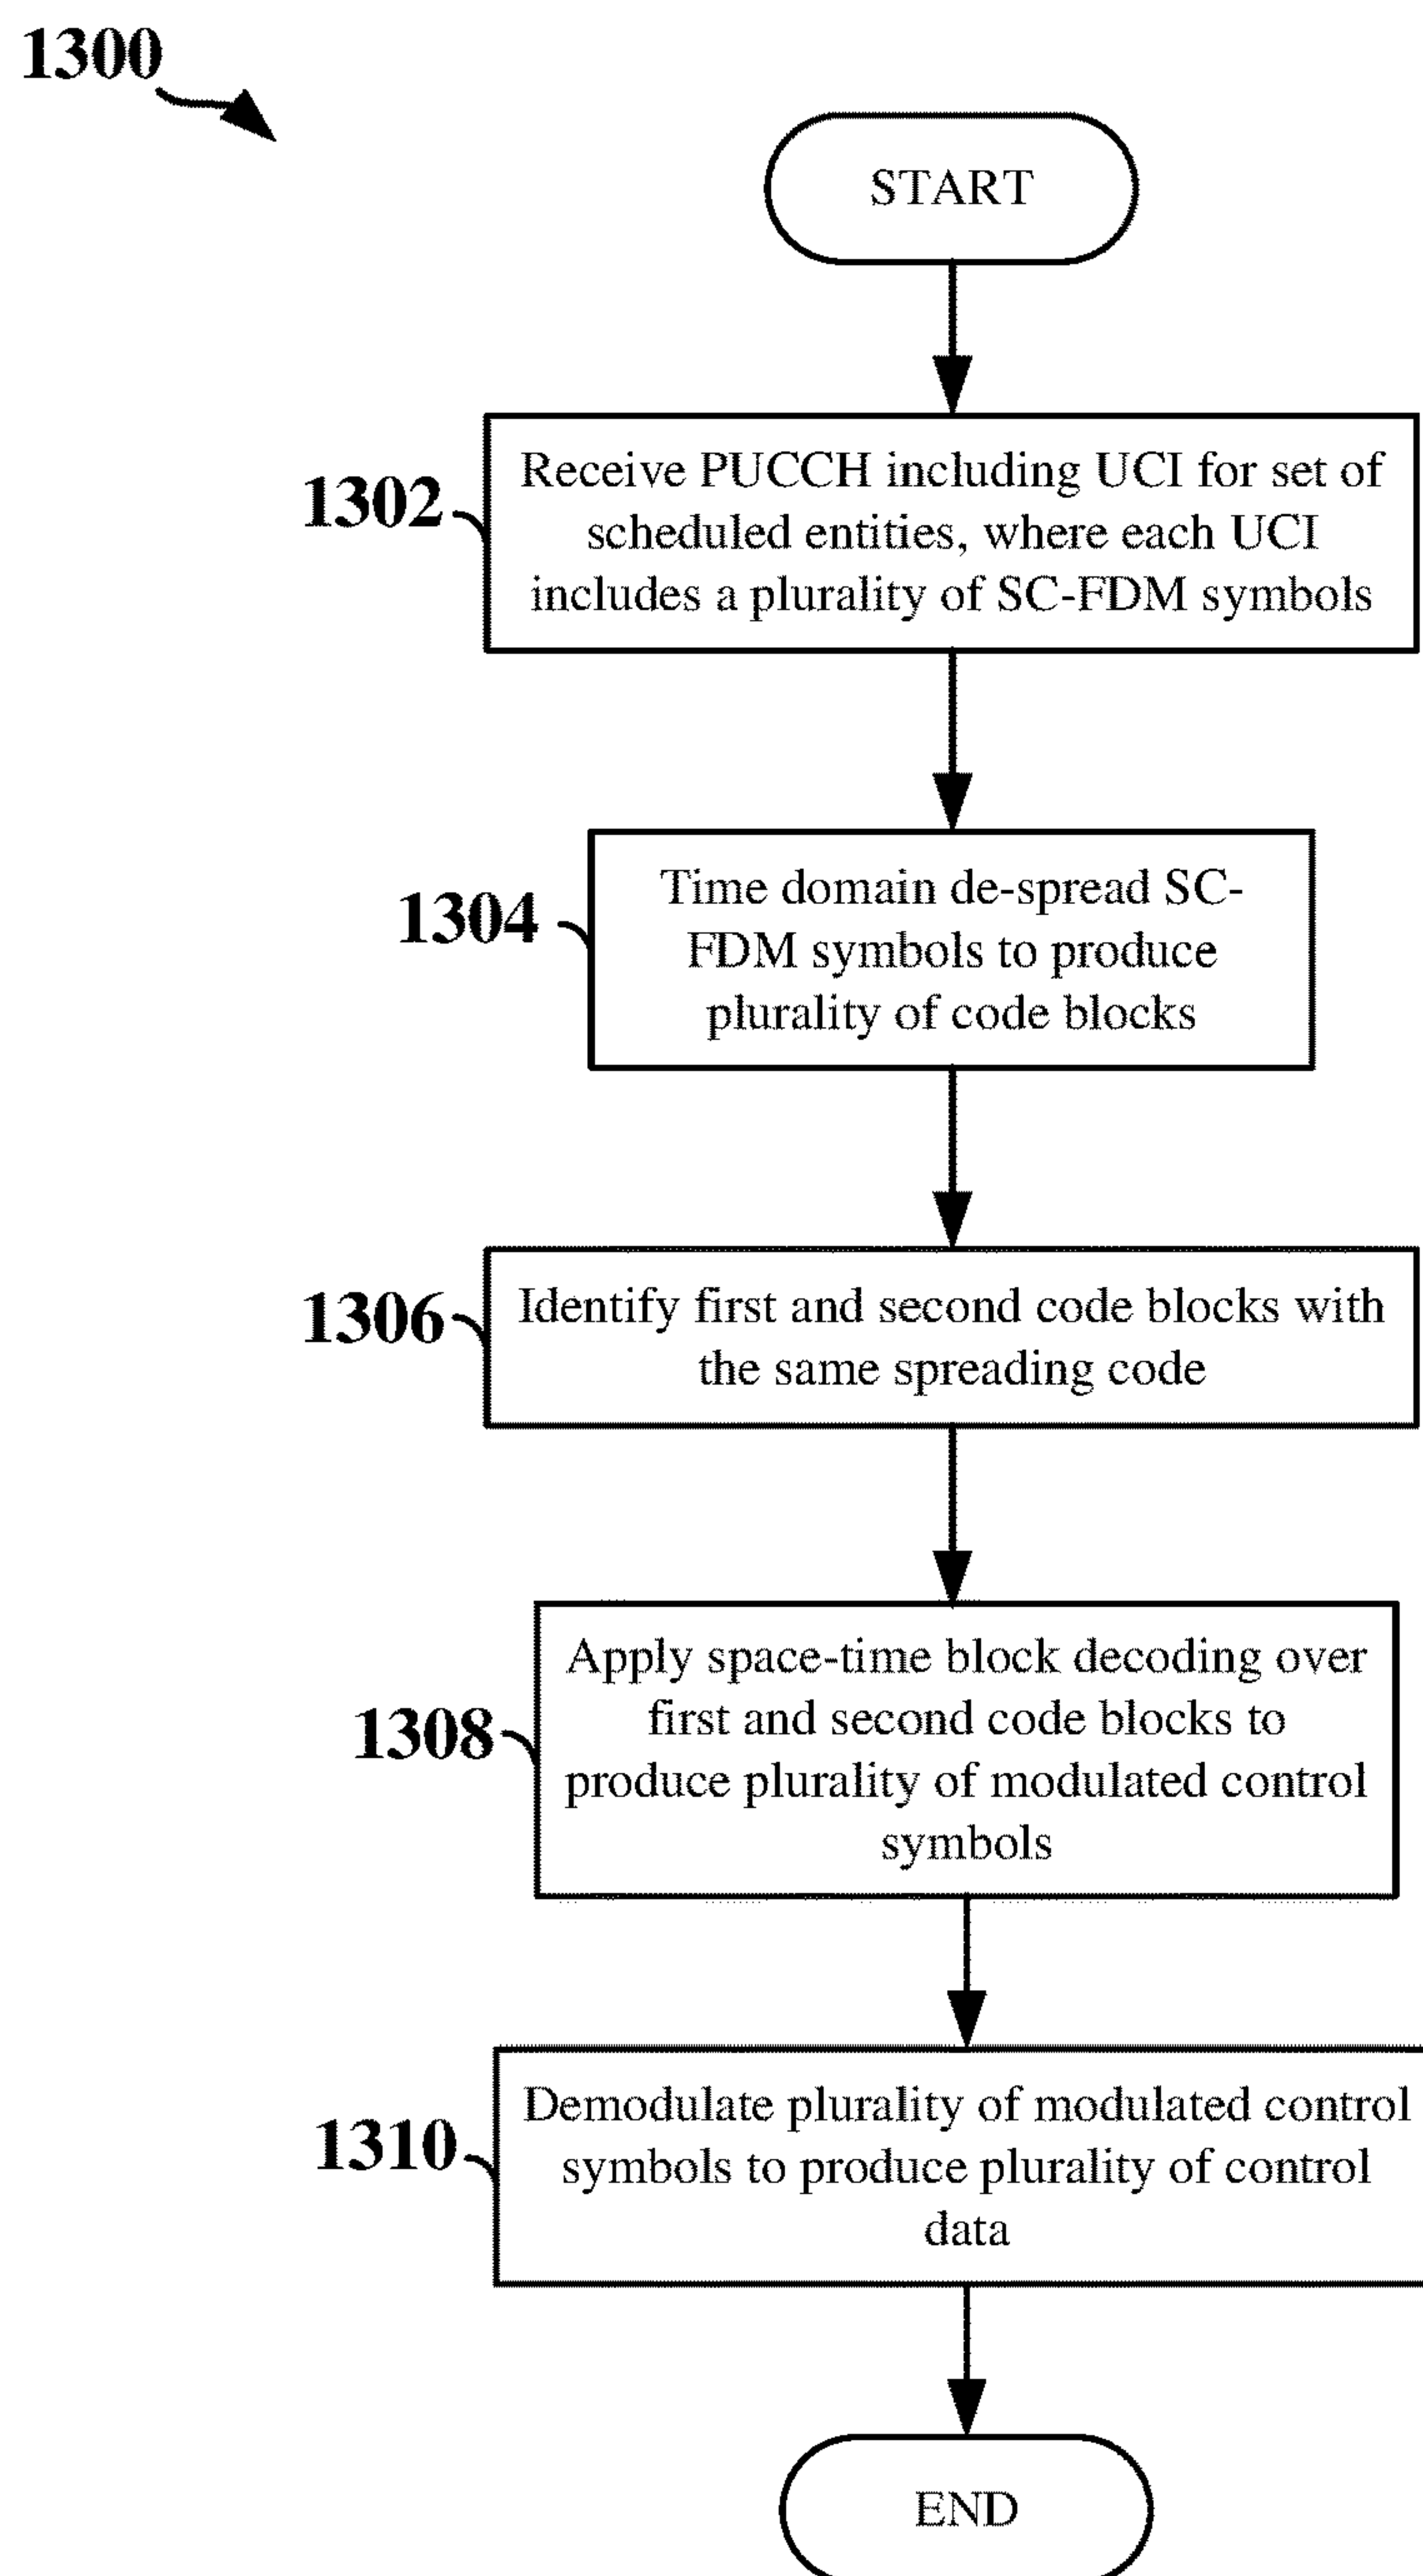 1300
START
1302
Receive PUCCH including UCI for set of
scheduled entities, where each UCI
includes a plurality of SC-FDM symbols
1304
Time domain de-spread SC-
FDM symbols to produce
plurality of code blocks
1306
Identify first and second code blocks with
the same spreading code
1308
Apply space-time block decoding over
first and second code blocks to
produce plurality of modulated control
symbols
1310
Demodulate plurality of modulated control
symbols to produce plurality of control
data
END